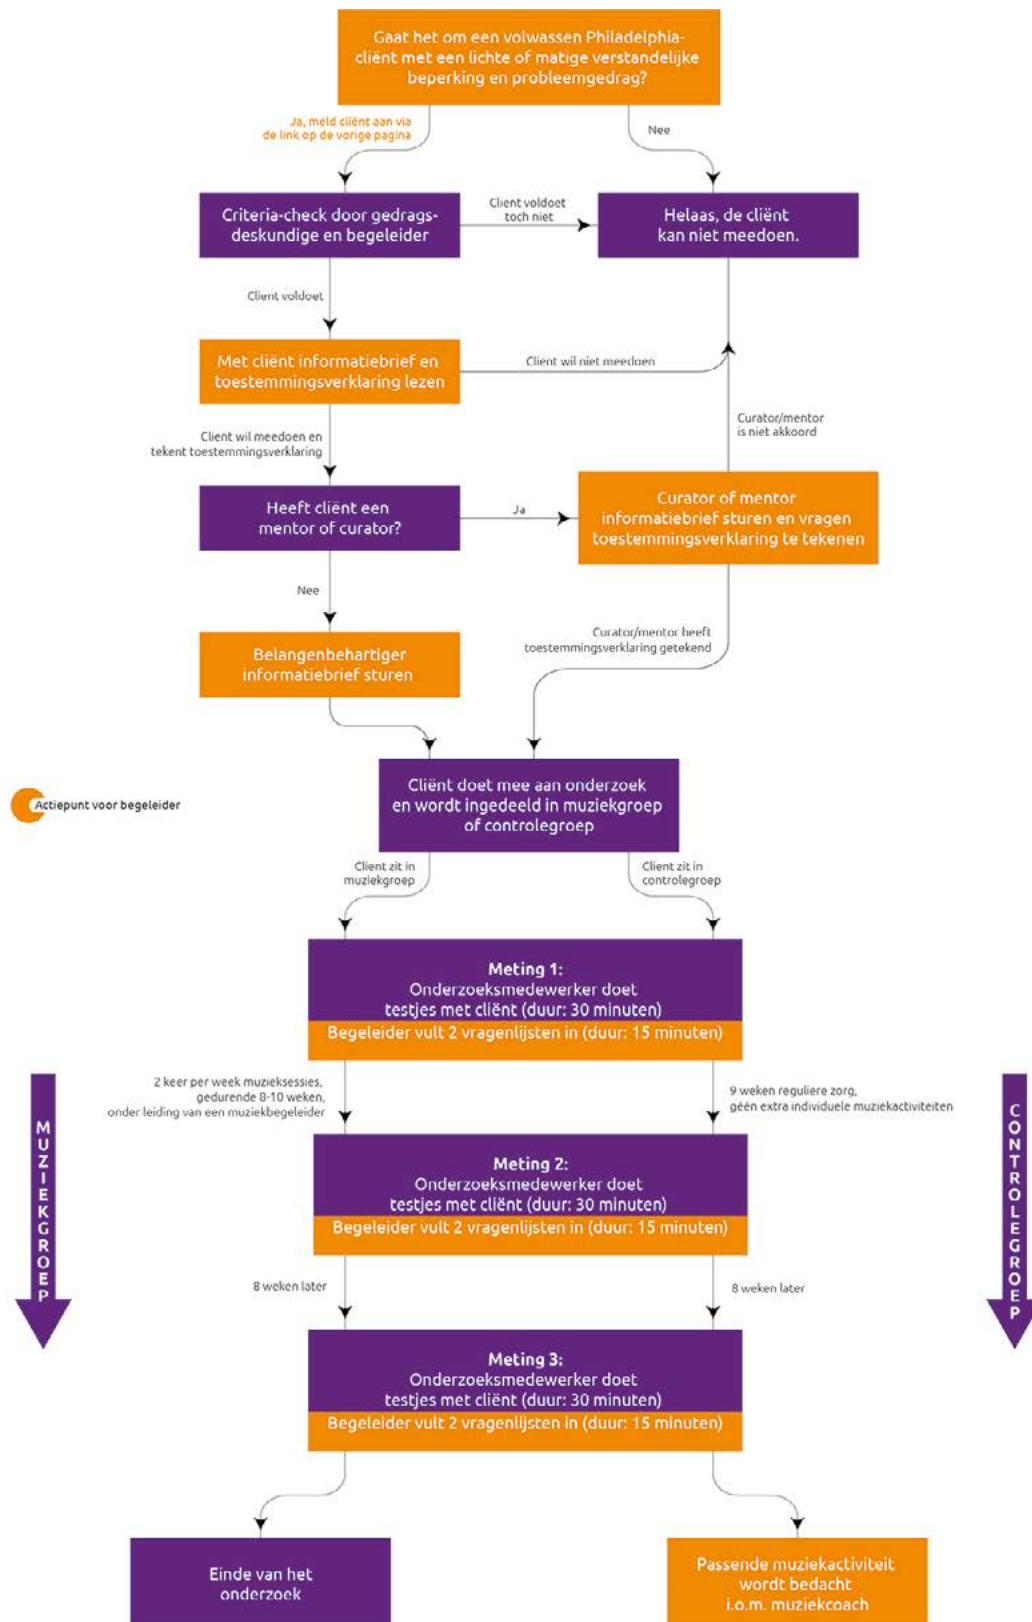 Gaat het om een volwassen Philadelphia-
cliënt met een lichte of matige verstandelijke
beperking en probleemgedrag?
Ja, meld cliënt aan via
de link op de vorige pagina
Nee
Criteria-check door gedrags-
deskundige en begeleider
Client voldoet
toch niet
Helaas, de cliënt
kan niet meedoen.
Client voldoet
Met cliënt informatiebrief en
toestemmingsverklaring lezen
Client wil niet meedoen
Curator/mentor
is niet akkoord
Client wil meedoen en
tekent toestemmingsverklaring
Heeft cliënt een
mentor of curator?
Ja
Curator of mentor
informatiebrief sturen en vragen
toestemmingsverklaring te tekenen
Nee
Curator/mentor heeft
toestemmingsverklaring getekend
Belangenbehartiger
informatiebrief sturen
Actiepunt voor begeleider
Cliënt doet mee aan onderzoek
en wordt ingedeeld in muziekgroep
of controlegroep
Client zit in
muziekgroep
Client zit in
controlegroep
Meting 1:
Onderzoeksmedewerker doet
testjes met cliënt (duur: 30 minuten)
Begeleider vult 2 vragenlijsten in (duur: 15 minuten)
2 keer per week muzieksessies,
gedurende 8-10 weken,
onder leiding van een muziekbegeleider
9 weken reguliere zorg,
géén extra individuele muziekactiviteiten
MUZIEKGROEP
CONTROLEGROEP
Meting 2:
Onderzoeksmedewerker doet
testjes met cliënt (duur: 30 minuten)
Begeleider vult 2 vragenlijsten in (duur: 15 minuten)
8 weken later
8 weken later
Meting 3:
Onderzoeksmedewerker doet
testjes met cliënt (duur: 30 minuten)
Begeleider vult 2 vragenlijsten in (duur: 15 minuten)
Einde van het
onderzoek
Passende muziekactiviteit
wordt bedacht
i.o.m. muziekcoach